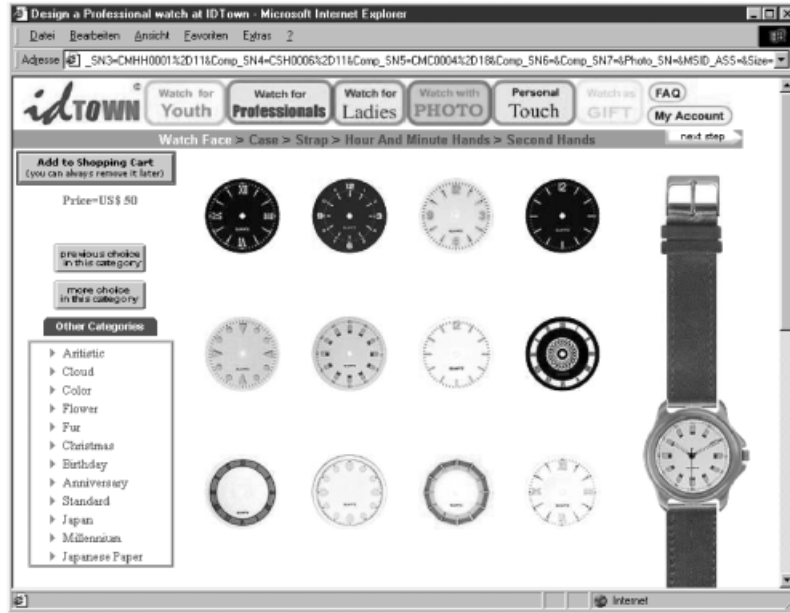 Design a Professional watch at IDTown - Microsoft Internet Explorer
Datei Bearbeiten Ansicht Favoriten Extras ?
Adresse _SN3=CMHH0001%2D11&Comp_SN4=CSH0006%2D11&Comp_SN5=CMC0004%2D18&Comp_SN6=&Comp_SN7=&Photo_SN=&MSID_ASS=&Size=
idTOWN ©
Watch for Youth
Watch for Professionals
Watch for Ladies
Watch with PHOTO
Personal Touch
Watch as GIFT
FAQ
My Account
Watch Face > Case > Strap > Hour And Minute Hands > Second Hands
next step
Add to Shopping Cart
(you can always remove it later)
Price=US$ 50
previous choice
in this category
more choice
in this category
Other Categories
Aritistic
Cloud
Color
Flower
Fur
Christmas
Birthday
Anniversary
Standard
Japan
Millennium
Japanese Paper
Internet